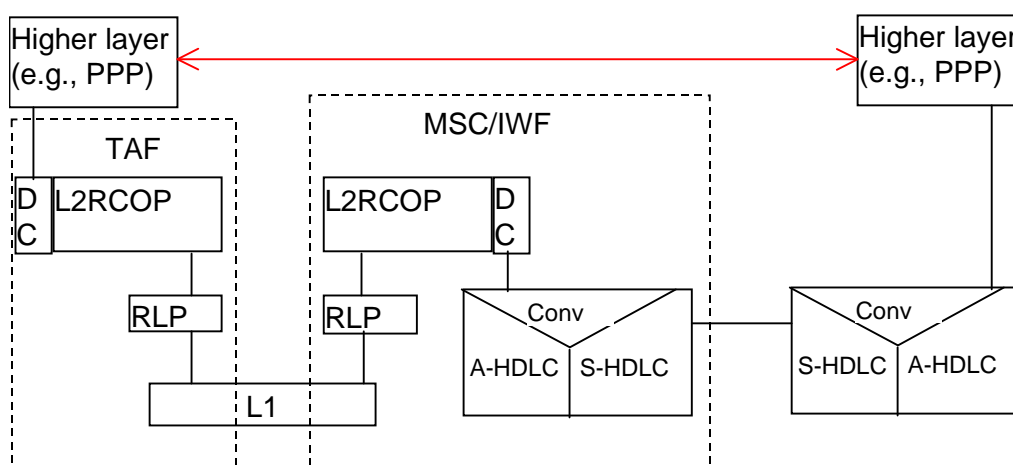 Higher layer
(e.g., PPP)
Higher layer
(e.g., PPP)
MSC/IWF
TAF
D
C
L2RCOP
L2RCOP
D
C
RLP
RLP
Conv
A-HDLC
S-HDLC
Conv
S-HDLC
A-HDLC
L1